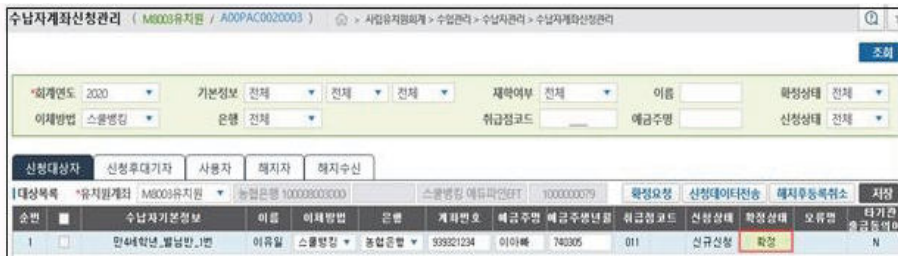 수납자계좌신청관리 ( M8003유치원 / A00PAC0020003 ) > 사립유치원회계 > 수입관리 > 수납자관리 > 수납자계좌신청관리
조회
*회계연도 2020 기본정보 전체 전체 전체 재학여부 전체 이름 확정상태 전체
이체방법 스쿨뱅킹 은행 전체 취급점코드 ___ 예금주명 신청상태 전체
신청대상자 신청후대기자 사용자 해지자 해지수신
대상목록 *유치원계좌 M8003유치원 농협은행 100008003000 스쿨뱅킹 에듀파인EFT 1000000079 확정요청 신청데이터전송 해지후등록취소 저장
순번 수납자기본정보 이름 이체방법 은행 계좌번호 예금주명 예금주생년월 취급점코드 신청상태 확정상태 오류명 타기관
출금동의여
1 만4세학년_별님반_1번 이유일 스쿨뱅킹 농협은행 939321234 이아빠 740305 011 신규신청 확정 N